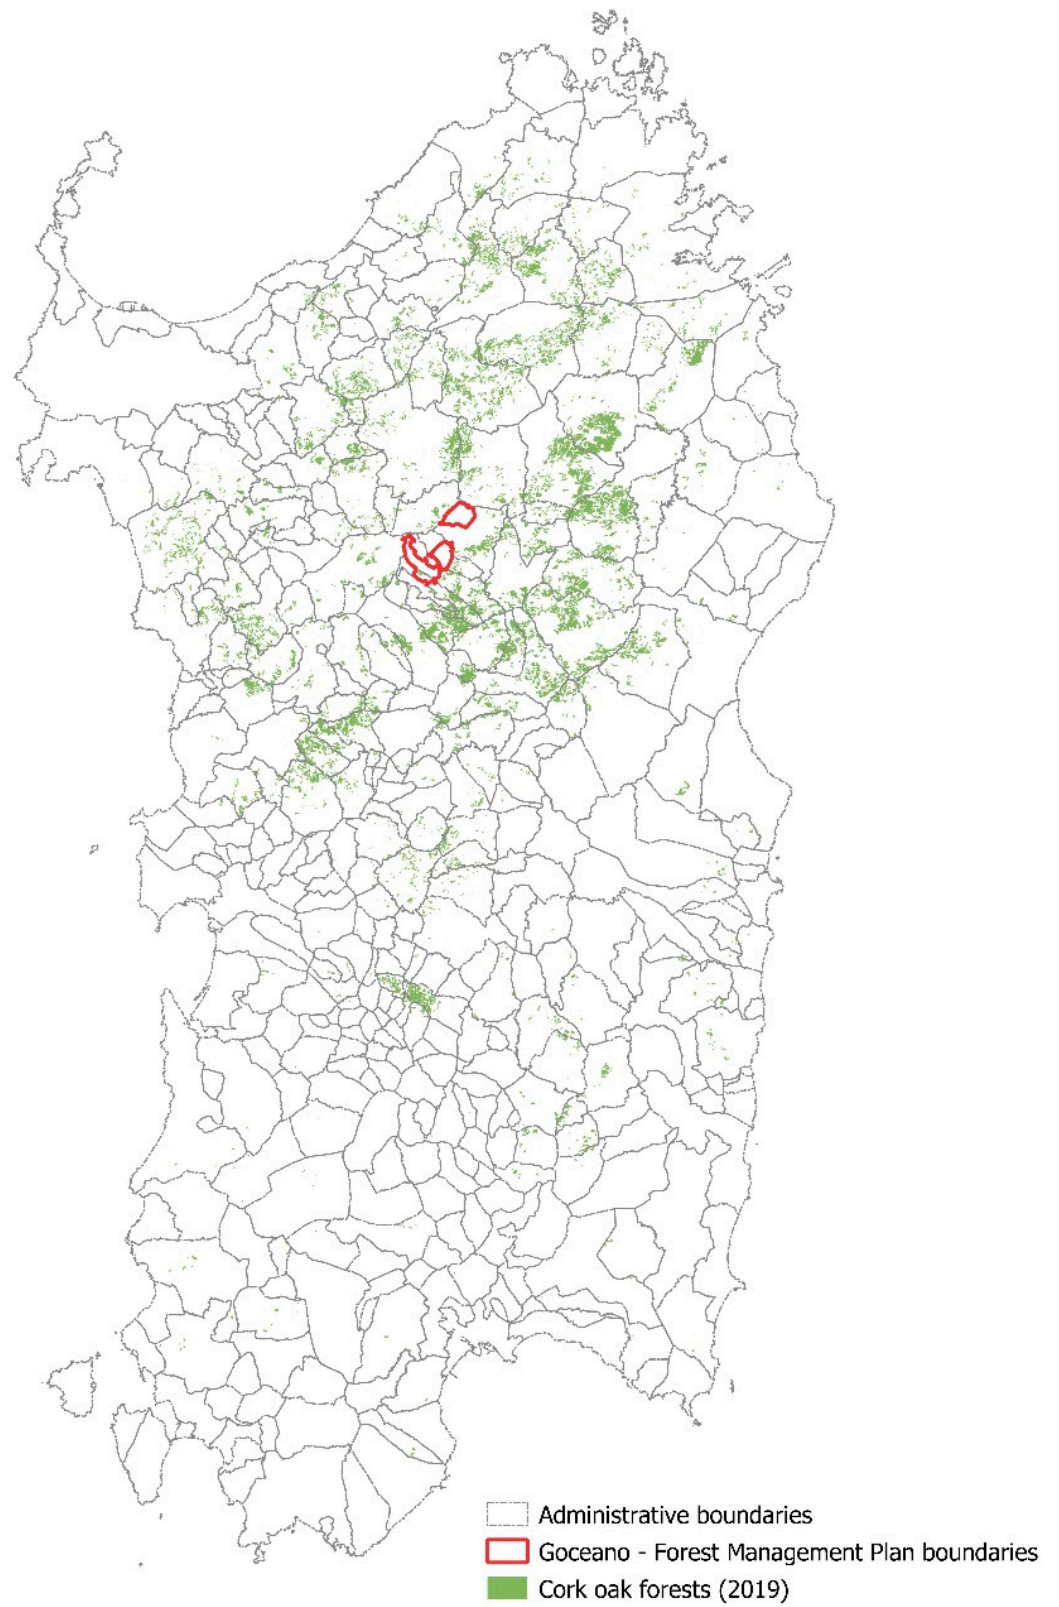 Administrative boundaries
Goceano - Forest Management Plan boundaries
Cork oak forests (2019)